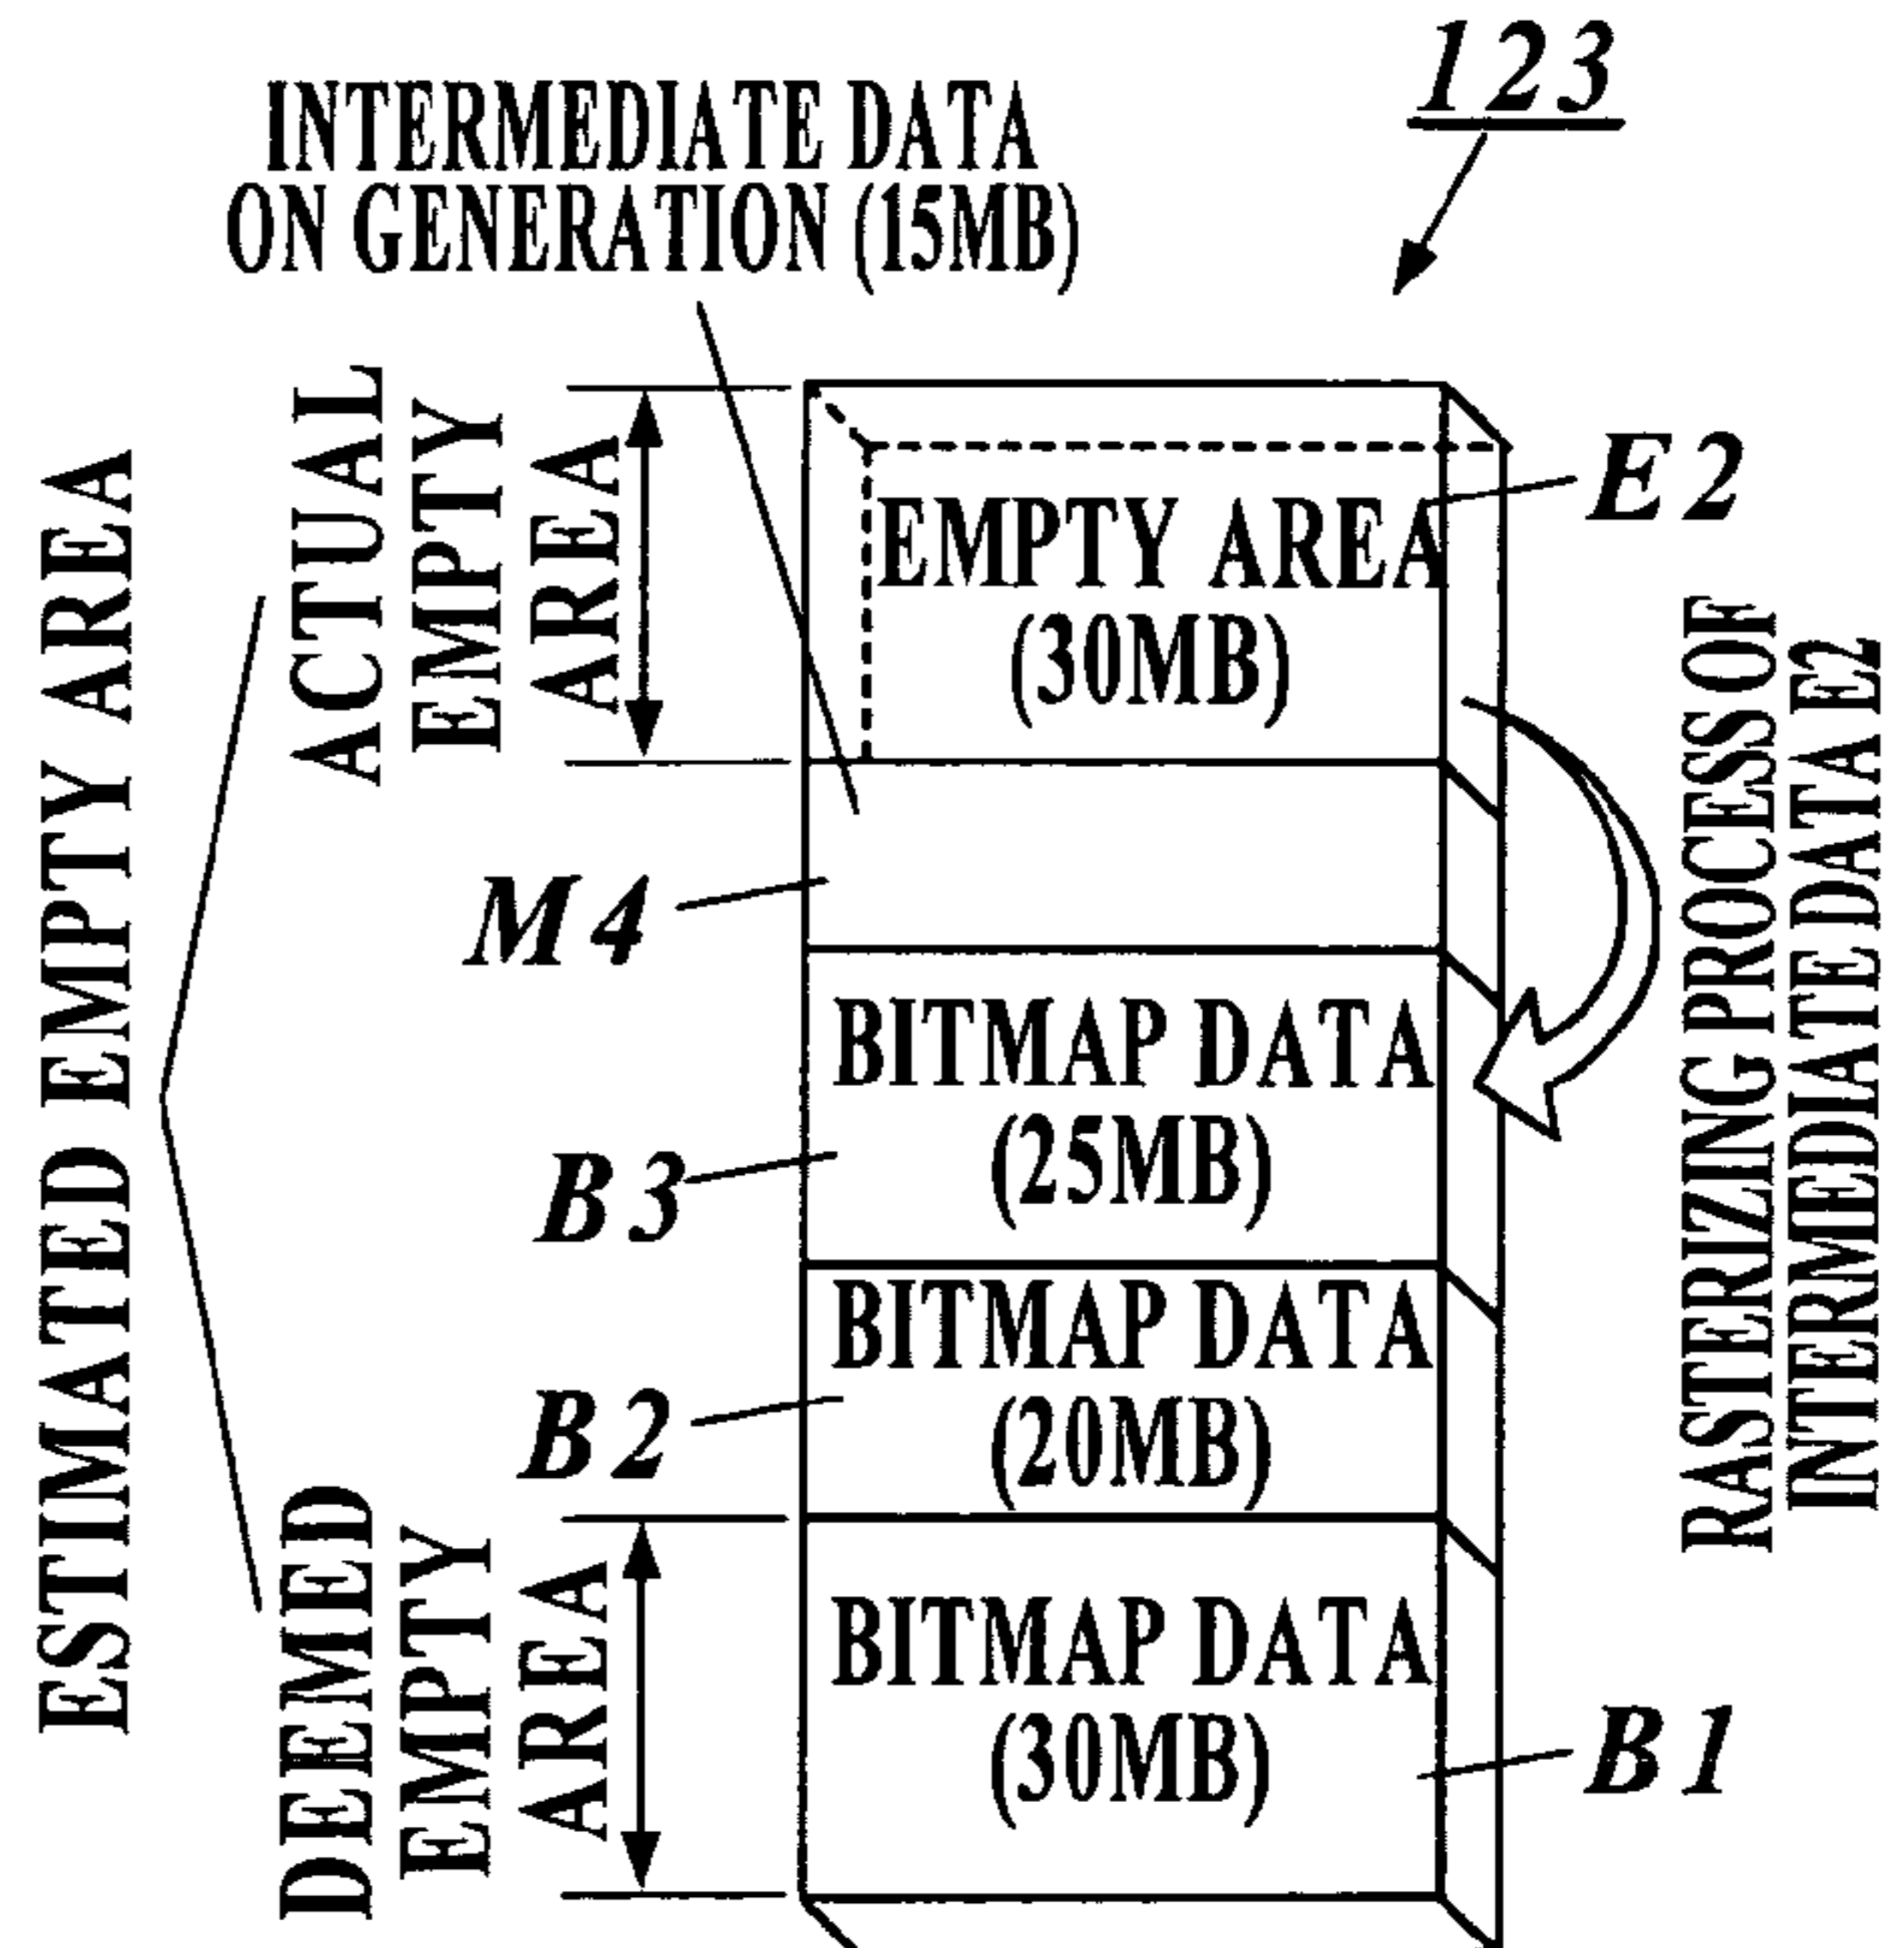 123
INTERMEDIATE DATA
ON GENERATION (15MB)
ESTIMATED EMPTY AREA
ACTUAL
EMPTY
AREA
EMPTY AREA
(30MB)
E2
M4
BITMAP DATA
(25MB)
B3
RASTERIZING PROCESS OF
INTERMEDIATE DATA E2
BITMAP DATA
(20MB)
B2
DEEMED
EMPTY
AREA
BITMAP DATA
(30MB)
B1